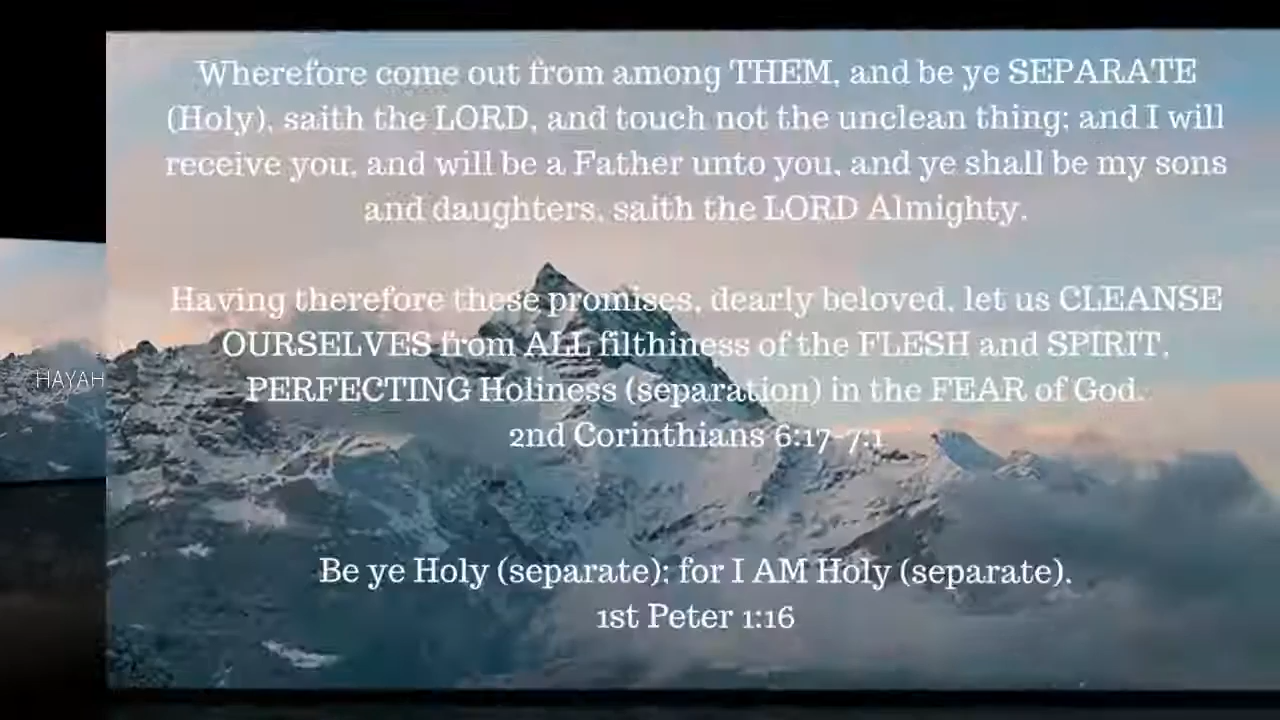 Wherefore come out from among THEM, and be ye SEPARATE
(Holy), saith the LORD, and touch not the unclean thing; and I will
receive you, and will be a Father unto you, and ye shall be my sons
and daughters, saith the LORD Almighty.
Having therefore these promises, dearly beloved, let us CLEANSE
OURSELVES from ALL filthiness of the FLESH and SPIRIT,
PERFECTING Holiness (separation) in the FEAR of God.
2nd Corinthians 6:17-7:1
HAYAH
Be ye Holy (separate); for I AM Holy (separate).
1st Peter 1:16